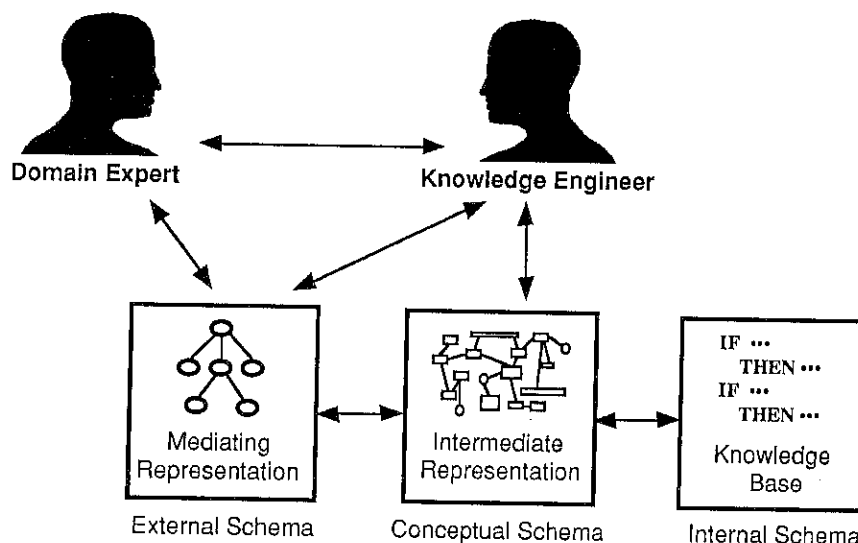 Domain Expert
Knowledge Engineer
Mediating
Representation
External Schema
Intermediate
Representation
Conceptual Schema
IF ...
THEN ...
IF ...
THEN ...
Knowledge
Base
Internal Schema